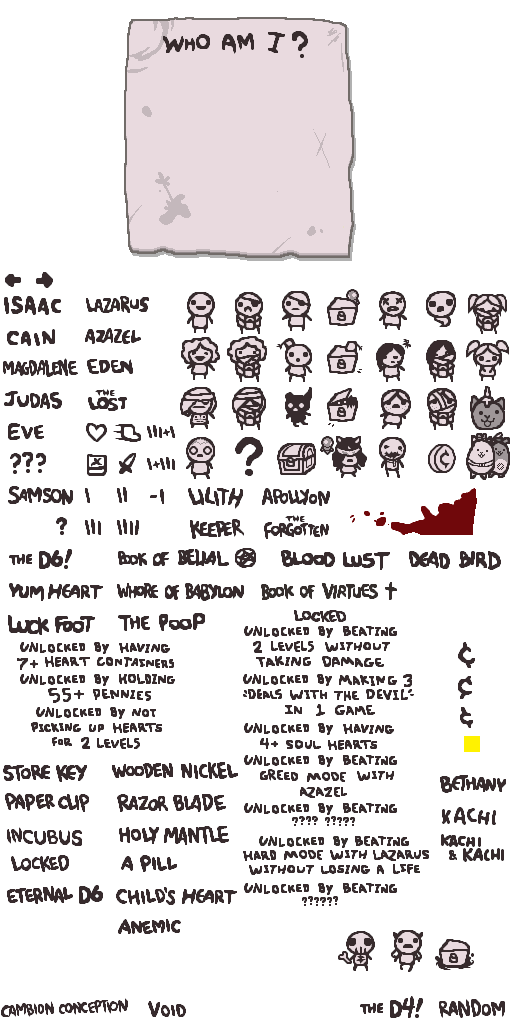 WHO AM I?
ISAAC LAZARUS
CAIN AZAZEL
MAGDALENE EDEN
JUDAS THE LOST
EVE III+I
??? I+III
?
SAMSON I II -I LILITH APOLLYON
? III IIII KEEPER THE FORGOTTEN
THE D6! BOOK OF BELIAL BLOOD LUST DEAD BIRD
YUM HEART WHORE OF BABYLON BOOK OF VIRTUES
LUCK FOOT THE POOP
UNLOCKED BY HAVING
7+ HEART CONTAINERS
UNLOCKED BY HOLDING
55+ PENNIES
UNLOCKED BY NOT
PICKING UP HEARTS
FOR 2 LEVELS
LOCKED
UNLOCKED BY BEATING
2 LEVELS WITHOUT
TAKING DAMAGE
UNLOCKED BY MAKING 3
"DEALS WITH THE DEVIL"
IN 1 GAME
UNLOCKED BY HAVING
4+ SOUL HEARTS
UNLOCKED BY BEATING
GREED MODE WITH
AZAZEL
UNLOCKED BY BEATING
???? ?????
UNLOCKED BY BEATING
HARD MODE WITH LAZARUS
WITHOUT LOSING A LIFE
UNLOCKED BY BEATING
??????
¢
¢
¢
STORE KEY WOODEN NICKEL
PAPER CLIP RAZOR BLADE
INCUBUS HOLY MANTLE
LOCKED A PILL
ETERNAL D6 CHILD'S HEART
ANEMIC
BETHANY
KACHI
KACHI
& KACHI
CAMBION CONCEPTION VOID THE D4! RANDOM